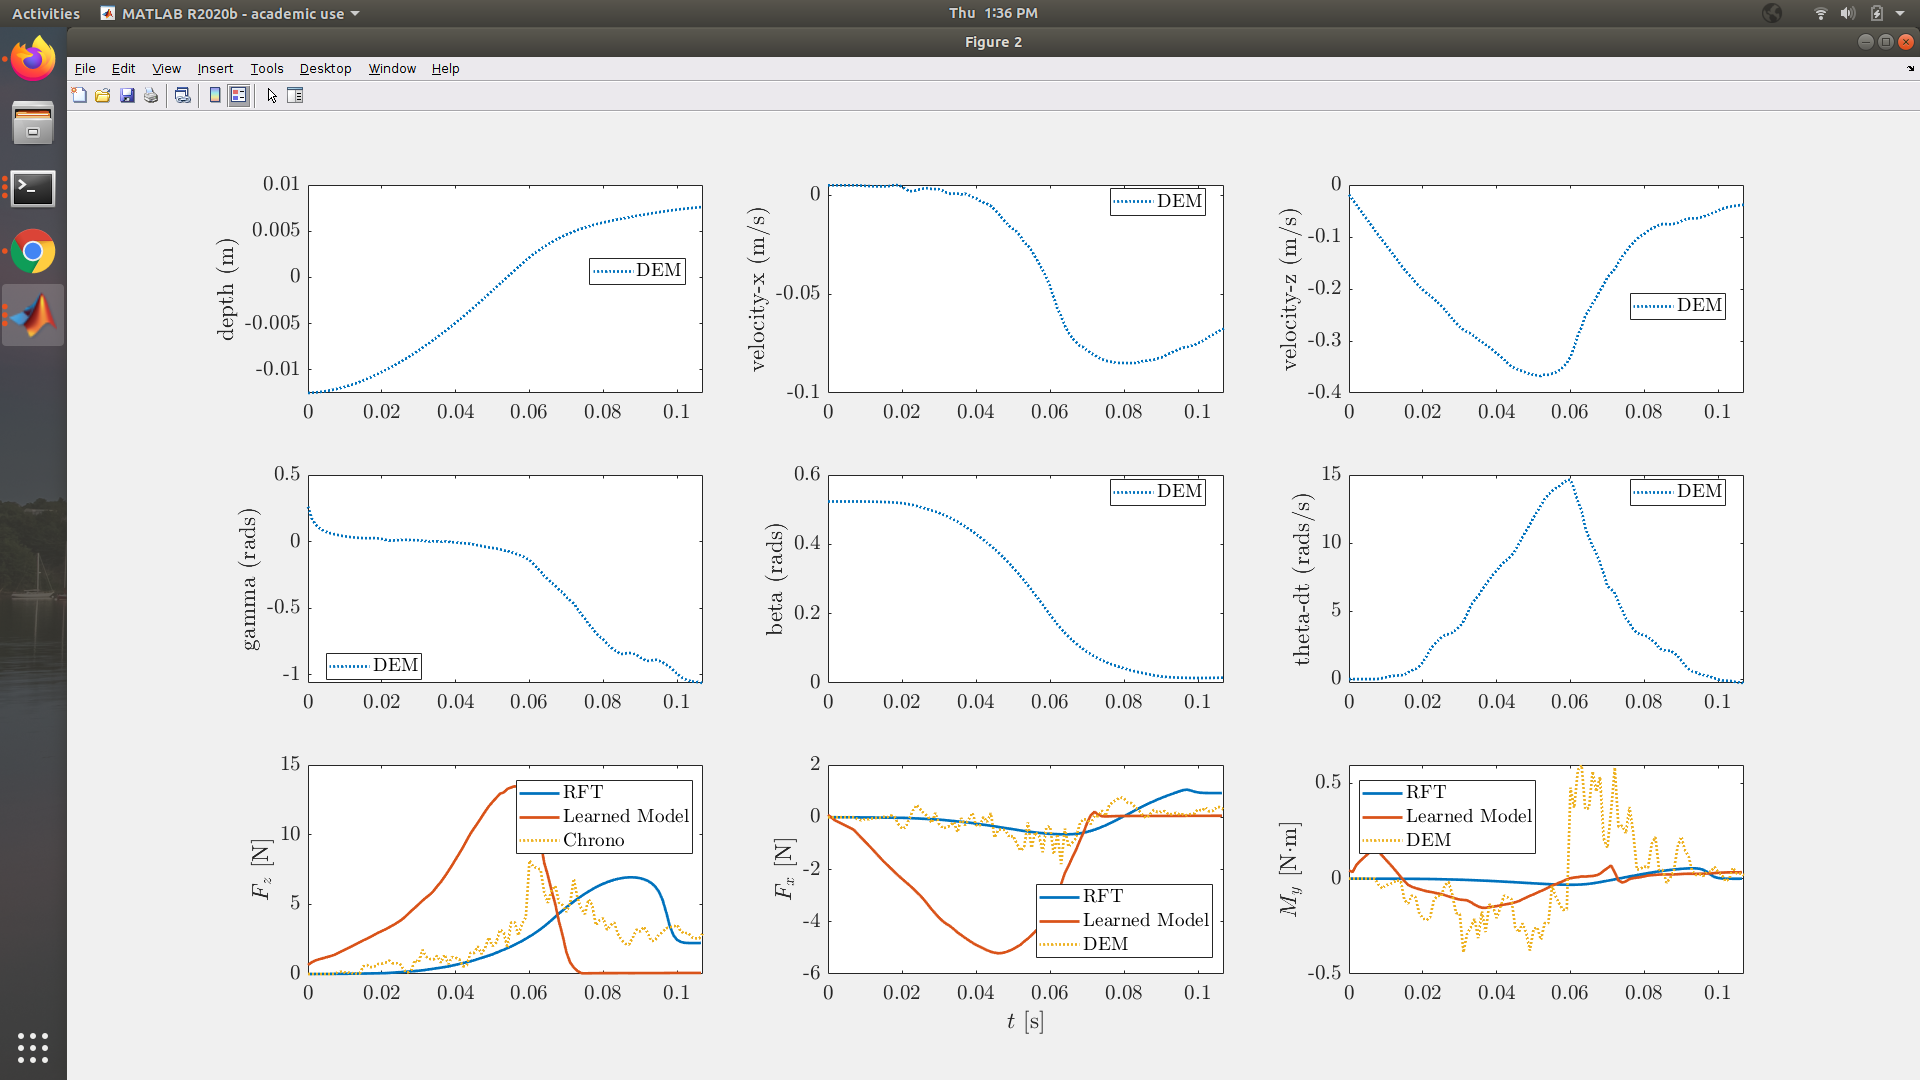 Activities MATLAB R2020b - academic use Thu 1:36 PM
Figure 2
File Edit View Insert Tools Desktop Window Help
depth (m)
0.01
0.005
0
-0.005
-0.01
DEM
0 0.02 0.04 0.06 0.08 0.1
velocity-x (m/s)
0
-0.05
-0.1
DEM
0 0.02 0.04 0.06 0.08 0.1
velocity-z (m/s)
0
-0.1
-0.2
-0.3
-0.4
DEM
0 0.02 0.04 0.06 0.08 0.1
gamma (rads)
0.5
0
-0.5
-1
DEM
0 0.02 0.04 0.06 0.08 0.1
beta (rads)
0.6
0.4
0.2
0
DEM
0 0.02 0.04 0.06 0.08 0.1
theta-dt (rads/s)
15
10
5
0
DEM
0 0.02 0.04 0.06 0.08 0.1
F_z [N]
15
10
5
0
RFT
Learned Model
Chrono
0 0.02 0.04 0.06 0.08 0.1
F_x [N]
2
0
-2
-4
-6
RFT
Learned Model
DEM
0 0.02 0.04 0.06 0.08 0.1
t [s]
M_y [N·m]
0.5
0
-0.5
RFT
Learned Model
DEM
0 0.02 0.04 0.06 0.08 0.1